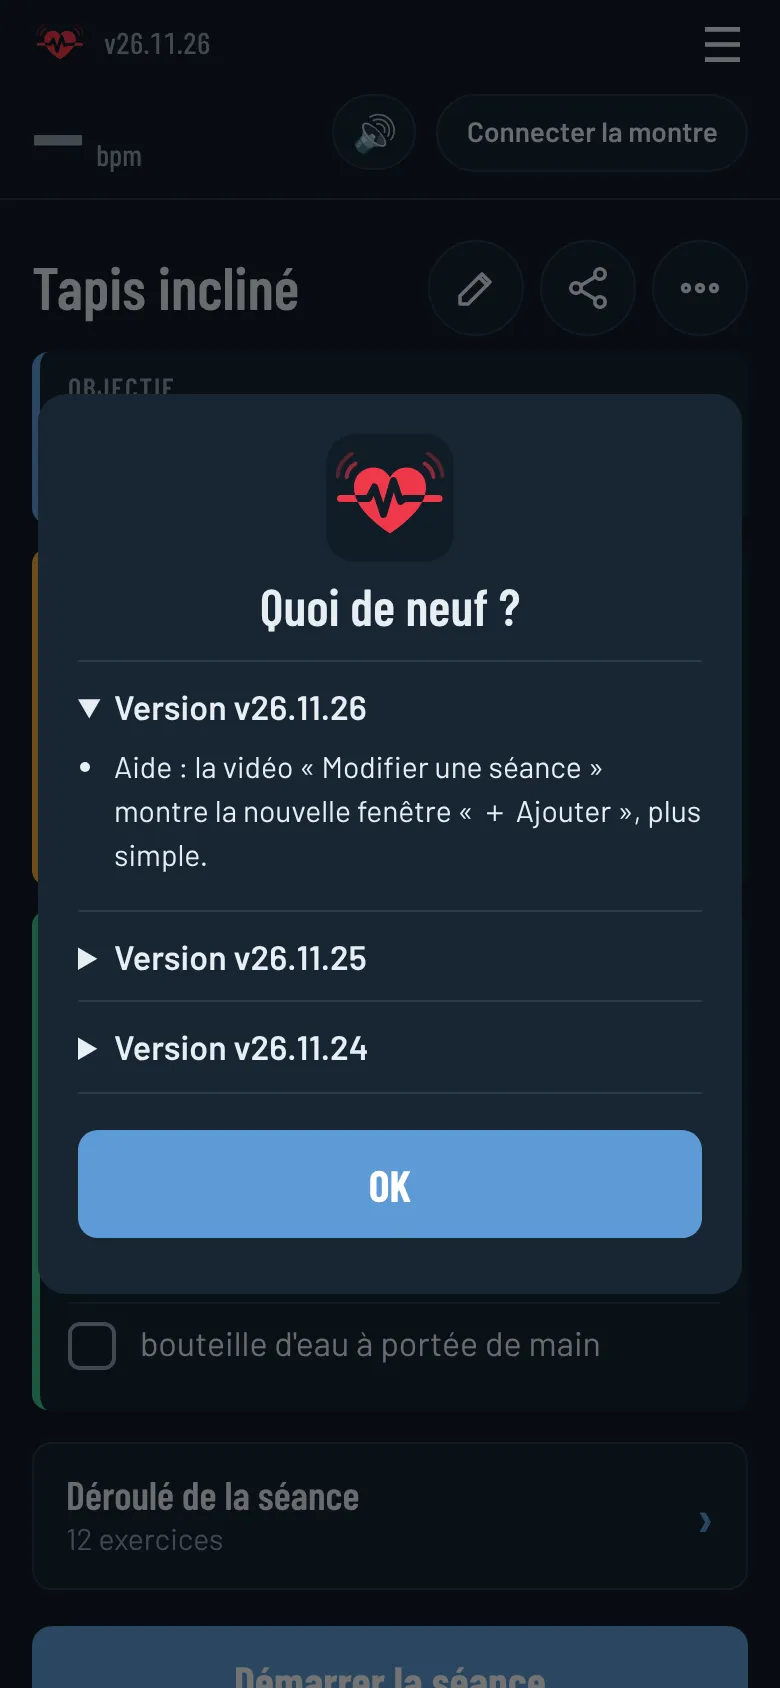 v26.11.26
bpm
Connecter la montre
Tapis incliné
OBJECTIF
Quoi de neuf ?
Version v26.11.26
Aide : la vidéo « Modifier une séance »
montre la nouvelle fenêtre « + Ajouter », plus
simple.
Version v26.11.25
Version v26.11.24
OK
bouteille d'eau à portée de main
Déroulé de la séance
12 exercices
Démarrer la séance